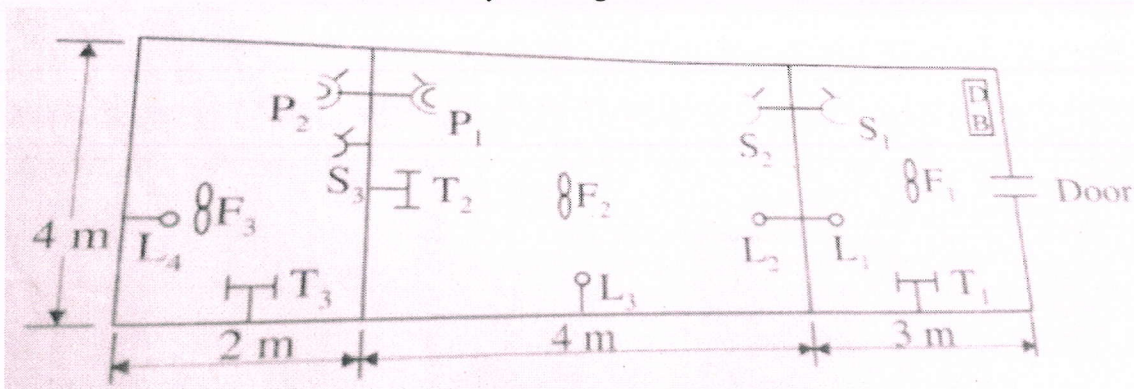 D
B
P₂
P₁
S₂
S₁
S₃
T₂
F₃
F₂
F₁
Door
4 m
L₄
L₂
L₁
T₃
L₃
T₁
2 m
4 m
3 m